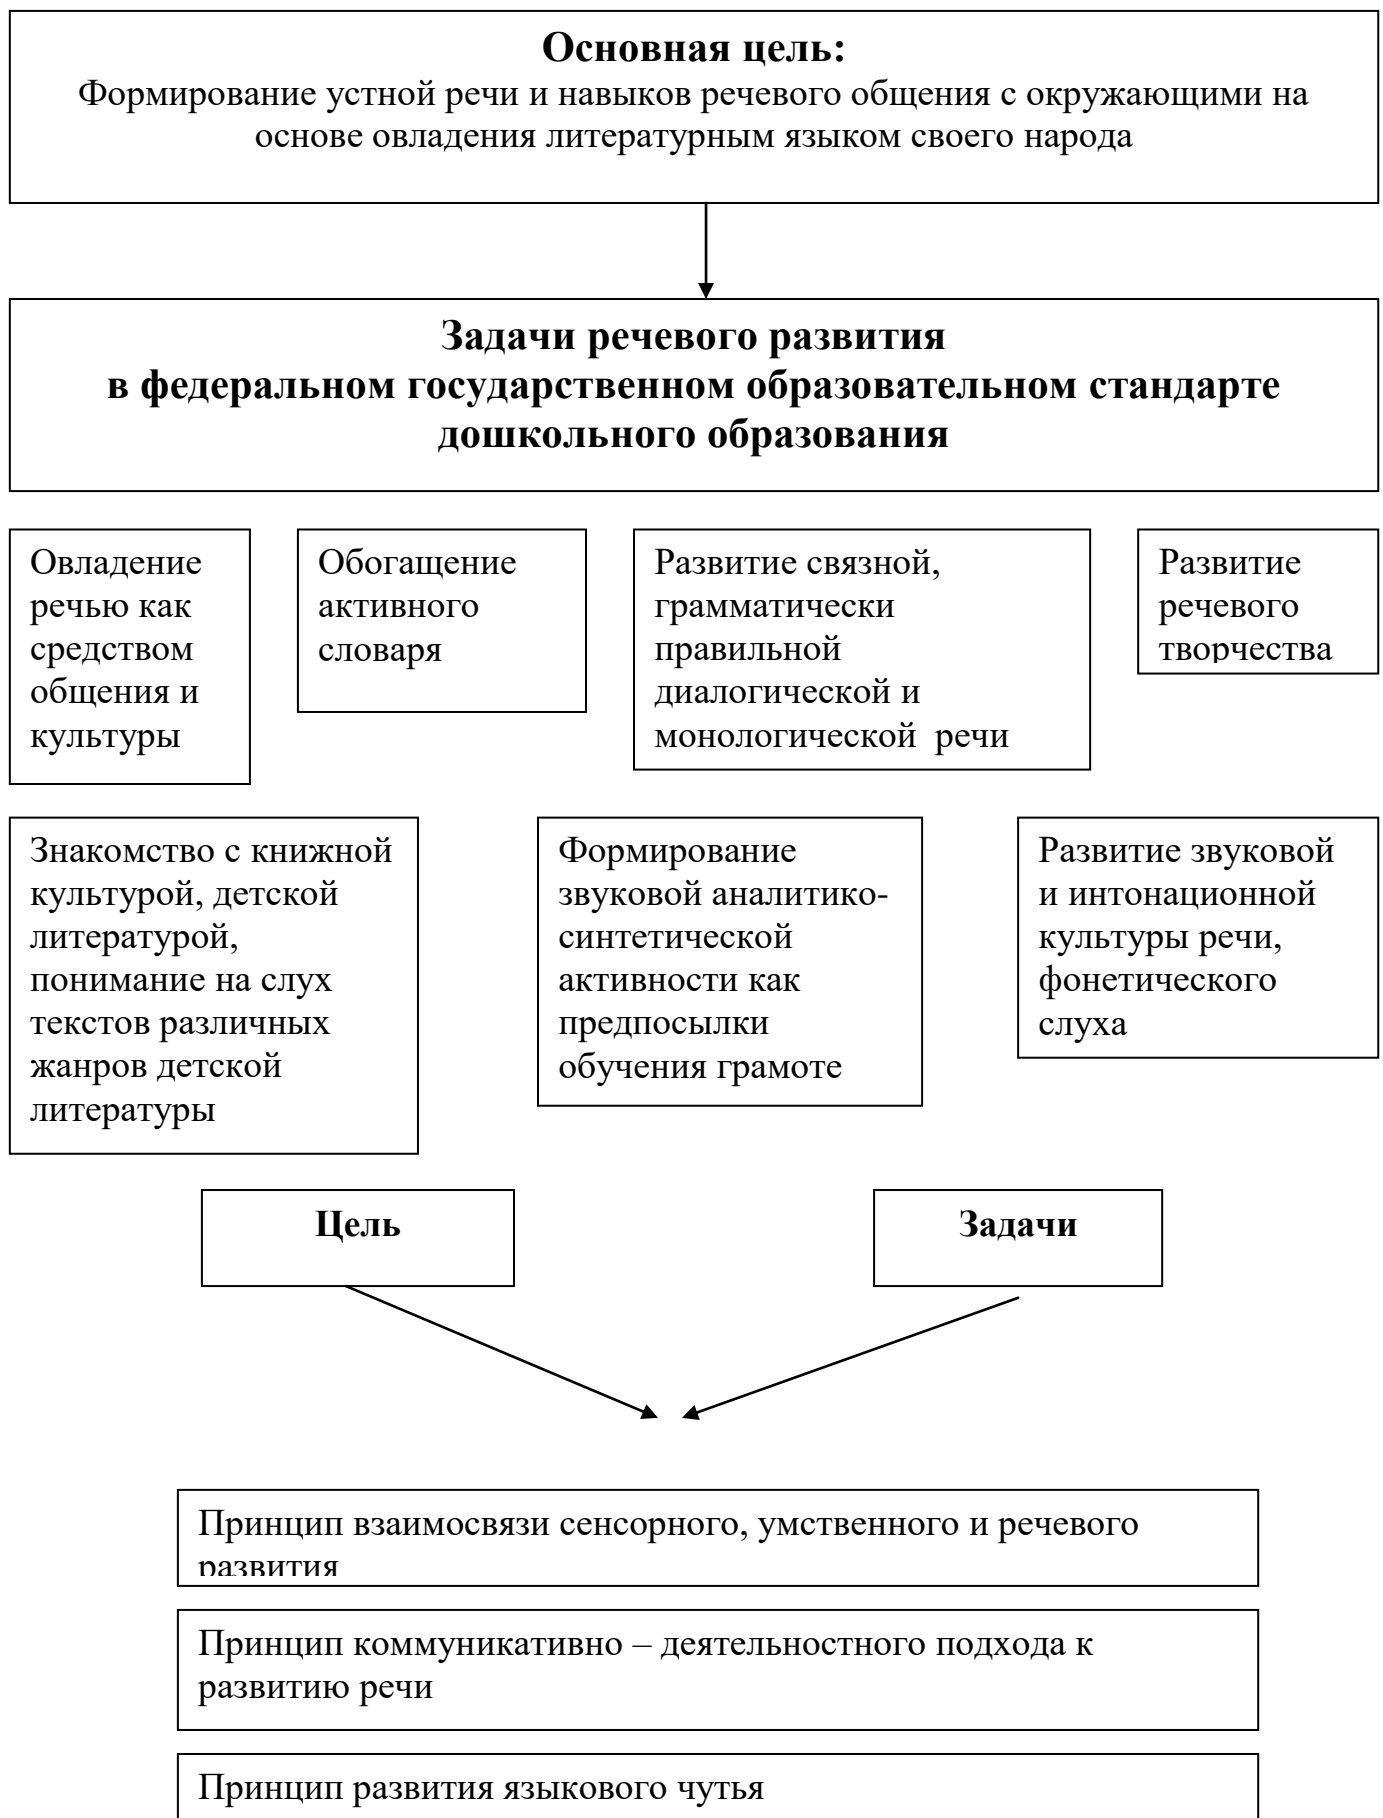 Основная цель:
Формирование устной речи и навыков речевого общения с окружающими на
основе овладения литературным языком своего народа
Задачи речевого развития
в федеральном государственном образовательном стандарте
дошкольного образования
Овладение
речью как
средством
общения и
культуры
Обогащение
активного
словаря
Развитие связной,
грамматически
правильной
диалогической и
монологической  речи
Развитие
речевого
творчества
Знакомство с книжной
культурой, детской
литературой,
понимание на слух
текстов различных
жанров детской
литературы
Формирование
звуковой аналитико-
синтетической
активности как
предпосылки
обучения грамоте
Развитие звуковой
и интонационной
культуры речи,
фонетического
слуха
Цель
Задачи
Принцип взаимосвязи сенсорного, умственного и речевого
развития
Принцип коммуникативно – деятельностного подхода к
развитию речи
Принцип развития языкового чутья